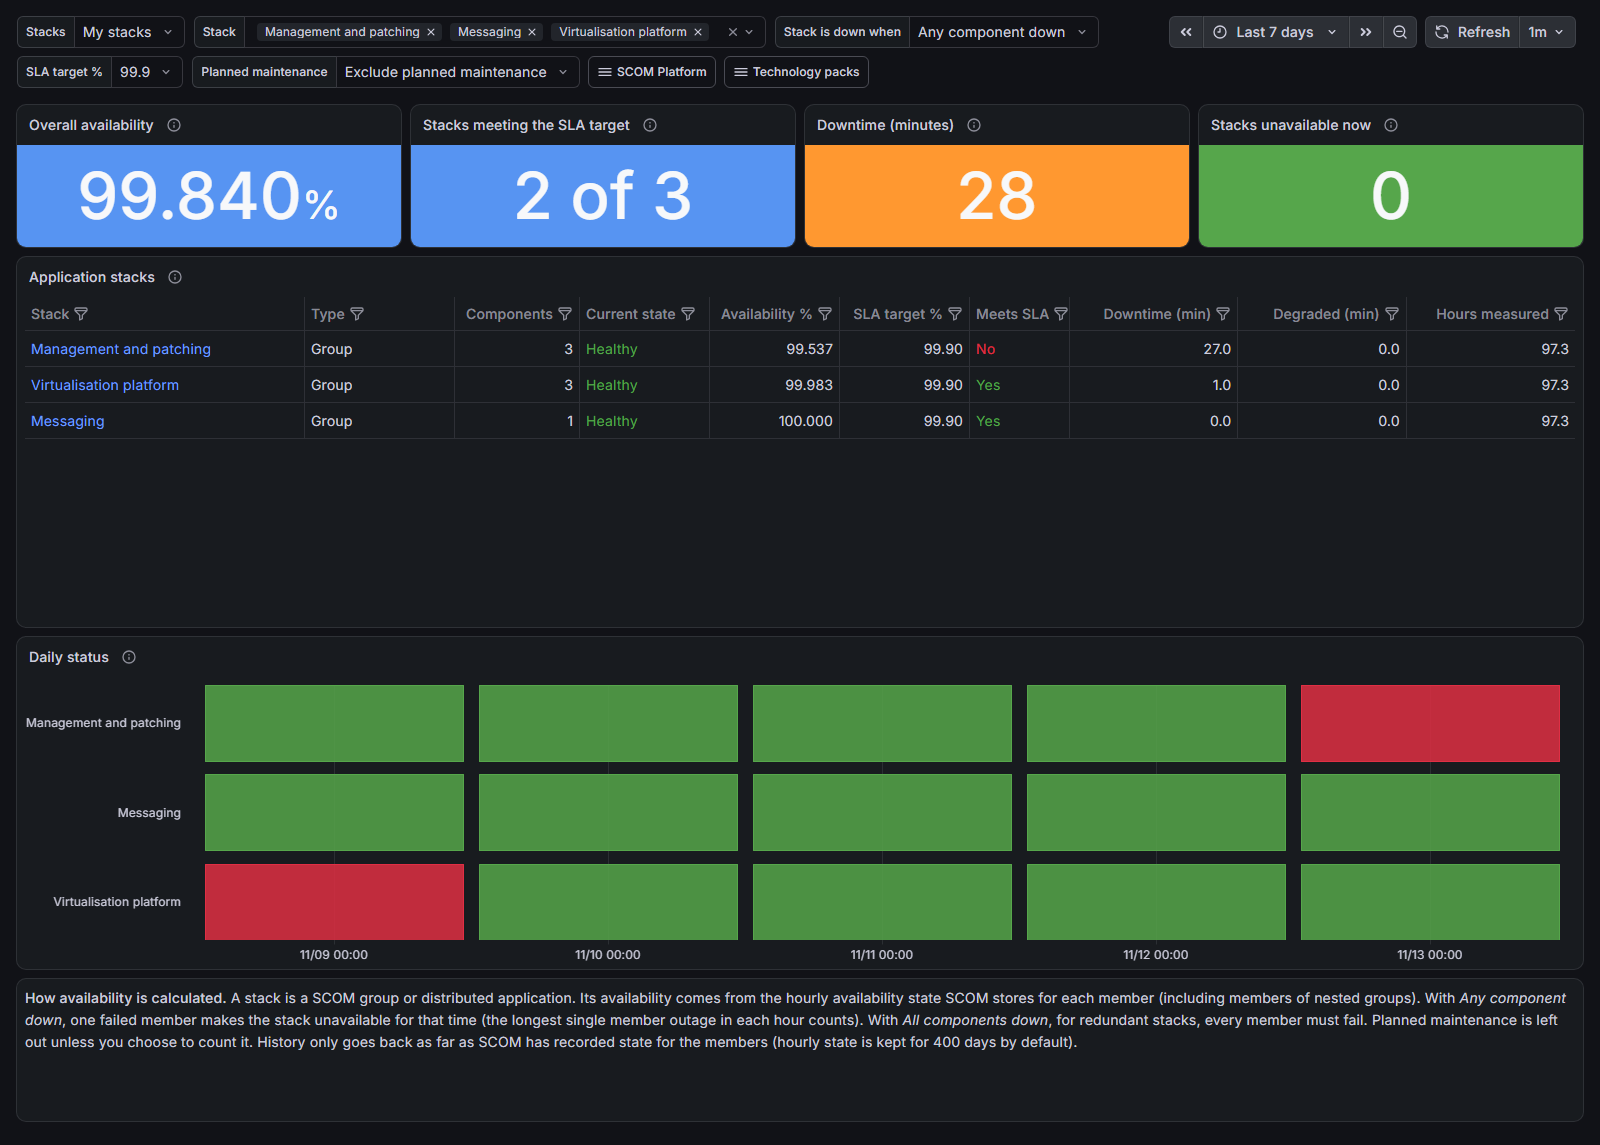 Stacks My stacks Stack Management and patching Messaging Virtualisation platform Stack is down when Any component down Last 7 days Refresh 1m
SLA target % 99.9 Planned maintenance Exclude planned maintenance SCOM Platform Technology packs
Overall availability Stacks meeting the SLA target Downtime (minutes) Stacks unavailable now
99.840% 2 of 3 28 0
Application stacks
Stack Type Components Current state Availability % SLA target % Meets SLA Downtime (min) Degraded (min) Hours measured
Management and patching Group 3 Healthy 99.537 99.90 No 27.0 0.0 97.3
Virtualisation platform Group 3 Healthy 99.983 99.90 Yes 1.0 0.0 97.3
Messaging Group 1 Healthy 100.000 99.90 Yes 0.0 0.0 97.3
Daily status
Management and patching
Messaging
Virtualisation platform
11/09 00:00 11/10 00:00 11/11 00:00 11/12 00:00 11/13 00:00
How availability is calculated. A stack is a SCOM group or distributed application. Its availability comes from the hourly availability state SCOM stores for each member (including members of nested groups). With Any component
down, one failed member makes the stack unavailable for that time (the longest single member outage in each hour counts). With All components down, for redundant stacks, every member must fail. Planned maintenance is left
out unless you choose to count it. History only goes back as far as SCOM has recorded state for the members (hourly state is kept for 400 days by default).